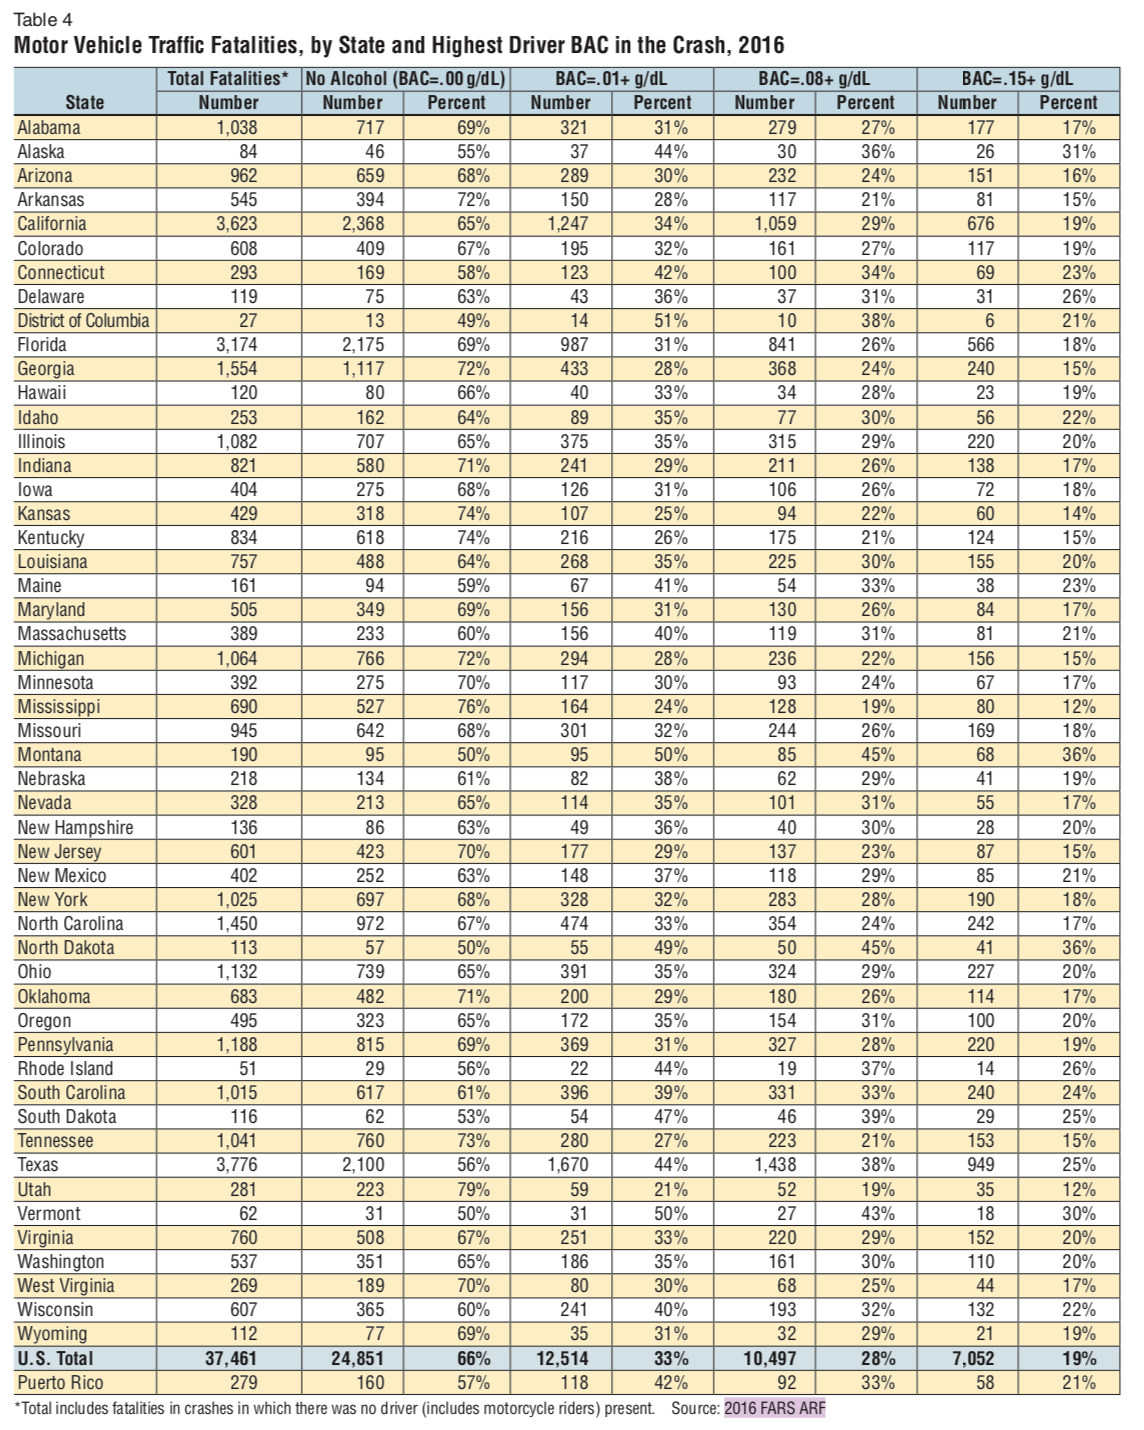 Table 4
Motor Vehicle Traffic Fatalities, by State and Highest Driver BAC in the Crash, 2016
Total Fatalities* No Alcohol (BAC=.00 g/dL) BAC=.01+ g/dL BAC=.08+ g/dL BAC=.15+ g/dL
State Number Number Percent Number Percent Number Percent Number Percent
Alabama 1,038 717 69% 321 31% 279 27% 177 17%
Alaska 84 46 55% 37 44% 30 36% 26 31%
Arizona 962 659 68% 289 30% 232 24% 151 16%
Arkansas 545 394 72% 150 28% 117 21% 81 15%
California 3,623 2,368 65% 1,247 34% 1,059 29% 676 19%
Colorado 608 409 67% 195 32% 161 27% 117 19%
Connecticut 293 169 58% 123 42% 100 34% 69 23%
Delaware 119 75 63% 43 36% 37 31% 31 26%
District of Columbia 27 13 49% 14 51% 10 38% 6 21%
Florida 3,174 2,175 69% 987 31% 841 26% 566 18%
Georgia 1,554 1,117 72% 433 28% 368 24% 240 15%
Hawaii 120 80 66% 40 33% 34 28% 23 19%
Idaho 253 162 64% 89 35% 77 30% 56 22%
Illinois 1,082 707 65% 375 35% 315 29% 220 20%
Indiana 821 580 71% 241 29% 211 26% 138 17%
Iowa 404 275 68% 126 31% 106 26% 72 18%
Kansas 429 318 74% 107 25% 94 22% 60 14%
Kentucky 834 618 74% 216 26% 175 21% 124 15%
Louisiana 757 488 64% 268 35% 225 30% 155 20%
Maine 161 94 59% 67 41% 54 33% 38 23%
Maryland 505 349 69% 156 31% 130 26% 84 17%
Massachusetts 389 233 60% 156 40% 119 31% 81 21%
Michigan 1,064 766 72% 294 28% 236 22% 156 15%
Minnesota 392 275 70% 117 30% 93 24% 67 17%
Mississippi 690 527 76% 164 24% 128 19% 80 12%
Missouri 945 642 68% 301 32% 244 26% 169 18%
Montana 190 95 50% 95 50% 85 45% 68 36%
Nebraska 218 134 61% 82 38% 62 29% 41 19%
Nevada 328 213 65% 114 35% 101 31% 55 17%
New Hampshire 136 86 63% 49 36% 40 30% 28 20%
New Jersey 601 423 70% 177 29% 137 23% 87 15%
New Mexico 402 252 63% 148 37% 118 29% 85 21%
New York 1,025 697 68% 328 32% 283 28% 190 18%
North Carolina 1,450 972 67% 474 33% 354 24% 242 17%
North Dakota 113 57 50% 55 49% 50 45% 41 36%
Ohio 1,132 739 65% 391 35% 324 29% 227 20%
Oklahoma 683 482 71% 200 29% 180 26% 114 17%
Oregon 495 323 65% 172 35% 154 31% 100 20%
Pennsylvania 1,188 815 69% 369 31% 327 28% 220 19%
Rhode Island 51 29 56% 22 44% 19 37% 14 26%
South Carolina 1,015 617 61% 396 39% 331 33% 240 24%
South Dakota 116 62 53% 54 47% 46 39% 29 25%
Tennessee 1,041 760 73% 280 27% 223 21% 153 15%
Texas 3,776 2,100 56% 1,670 44% 1,438 38% 949 25%
Utah 281 223 79% 59 21% 52 19% 35 12%
Vermont 62 31 50% 31 50% 27 43% 18 30%
Virginia 760 508 67% 251 33% 220 29% 152 20%
Washington 537 351 65% 186 35% 161 30% 110 20%
West Virginia 269 189 70% 80 30% 68 25% 44 17%
Wisconsin 607 365 60% 241 40% 193 32% 132 22%
Wyoming 112 77 69% 35 31% 32 29% 21 19%
U.S. Total 37,461 24,851 66% 12,514 33% 10,497 28% 7,052 19%
Puerto Rico 279 160 57% 118 42% 92 33% 58 21%
*Total includes fatalities in crashes in which there was no driver (includes motorcycle riders) present. Source: 2016 FARS ARF